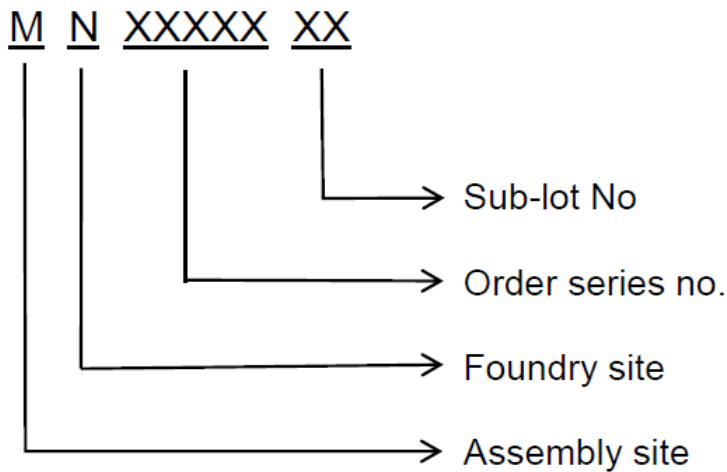 M N XXXXX XX
Sub-lot No
Order series no.
Foundry site
Assembly site